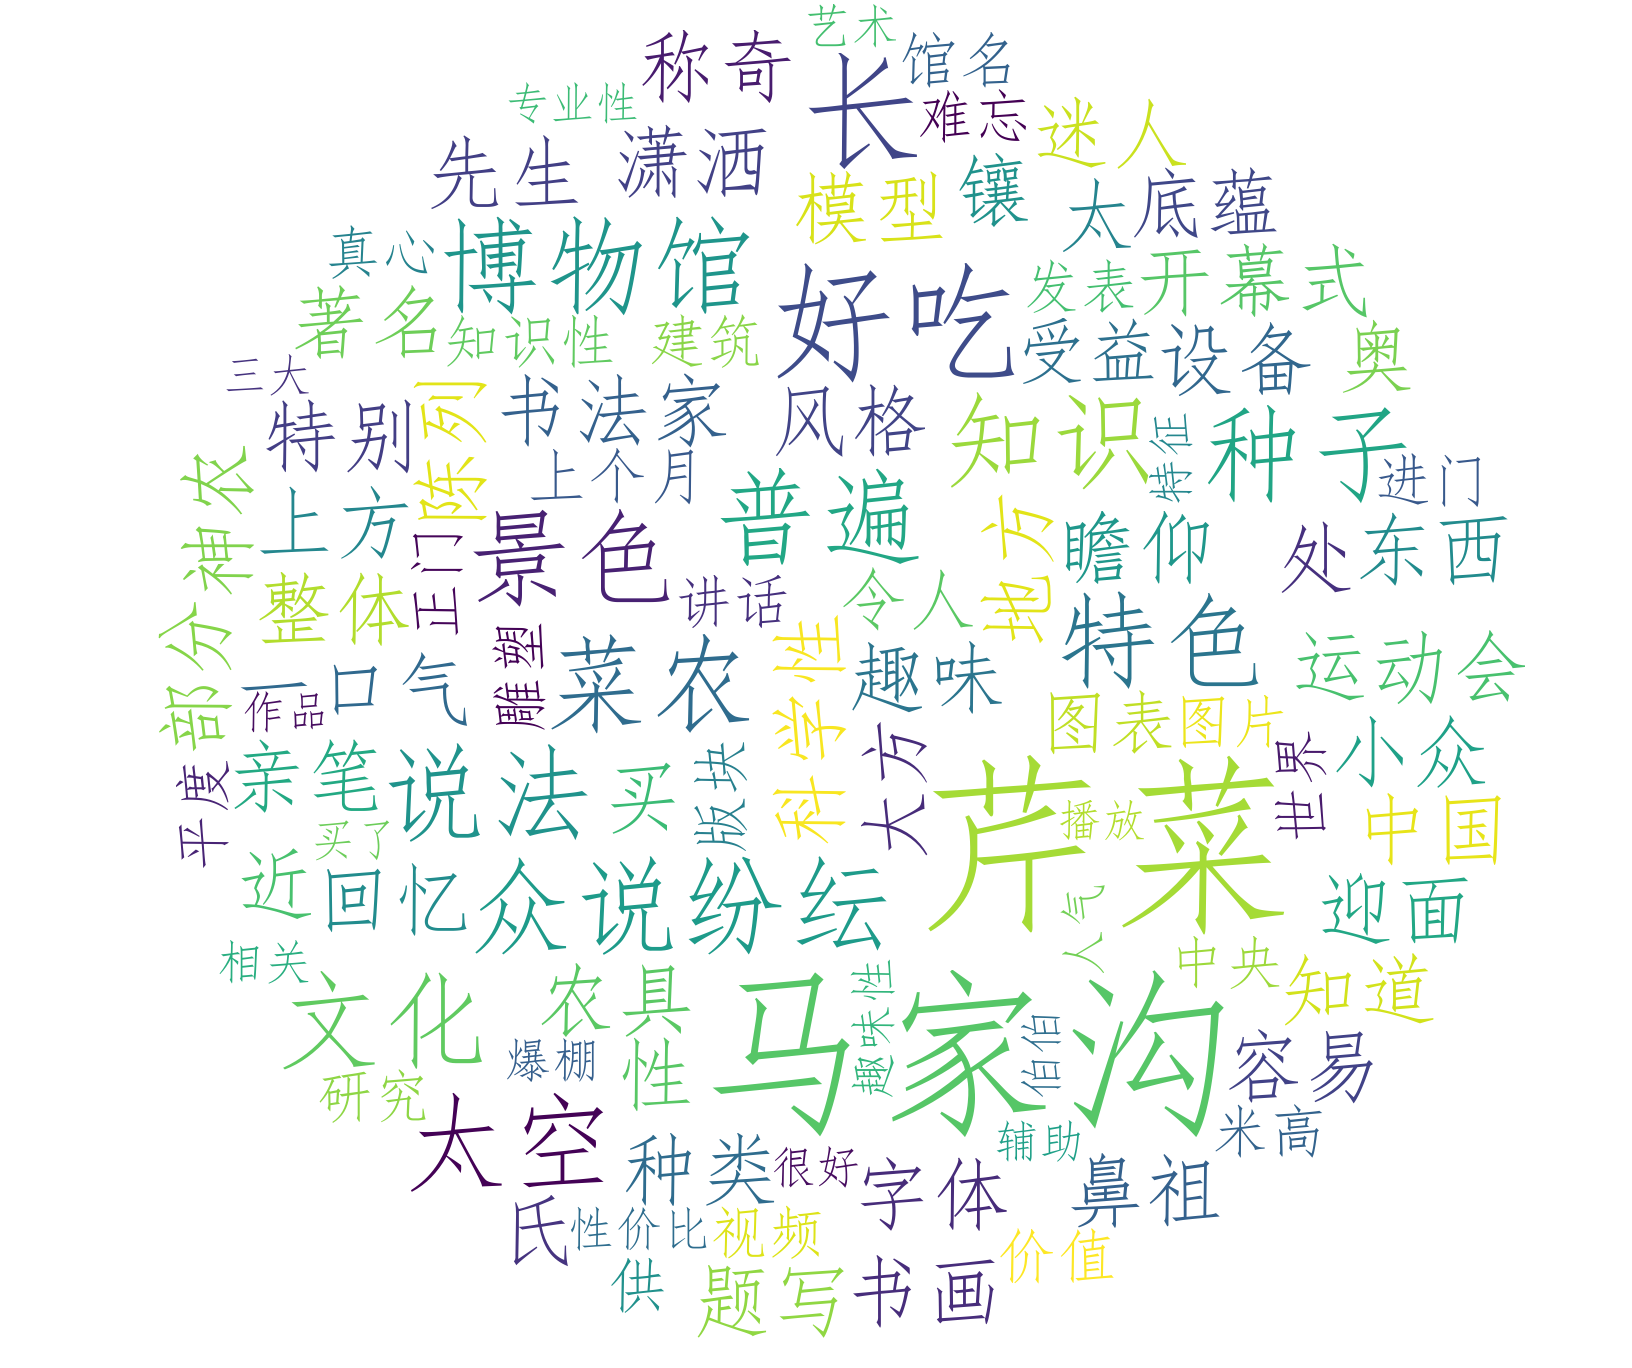 艺术
称奇
长
馆名
专业性
难忘
迷人
先生
潇洒
模型
镶
太
底蕴
真心
博物馆
好吃
发表
开幕式
著名
知识性
建筑
受益
设备
奥
三大
特别
陈列
书法家
风格
知识
特征
种子
上个月
进门
神农
上方
正门
景色
普遍
地方
瞻仰
处
东西
整体
讲话
令人
部分
一口气
作品
雕塑
菜农
科学性
趣味
特色
运动会
图表
图片
平度
亲笔
说法
买
版块
大方
芹菜
播放
世界
小众
中国
买了
近
回忆
众说纷纭
人气
迎面
相关
文化
农具
中央
知道
马家沟
趣味性
伯伯
爆棚
性
容易
研究
太空
种类
很好
辅助
米高
字体
鼻祖
氏
性价比
视频
价值
供
题写
书画